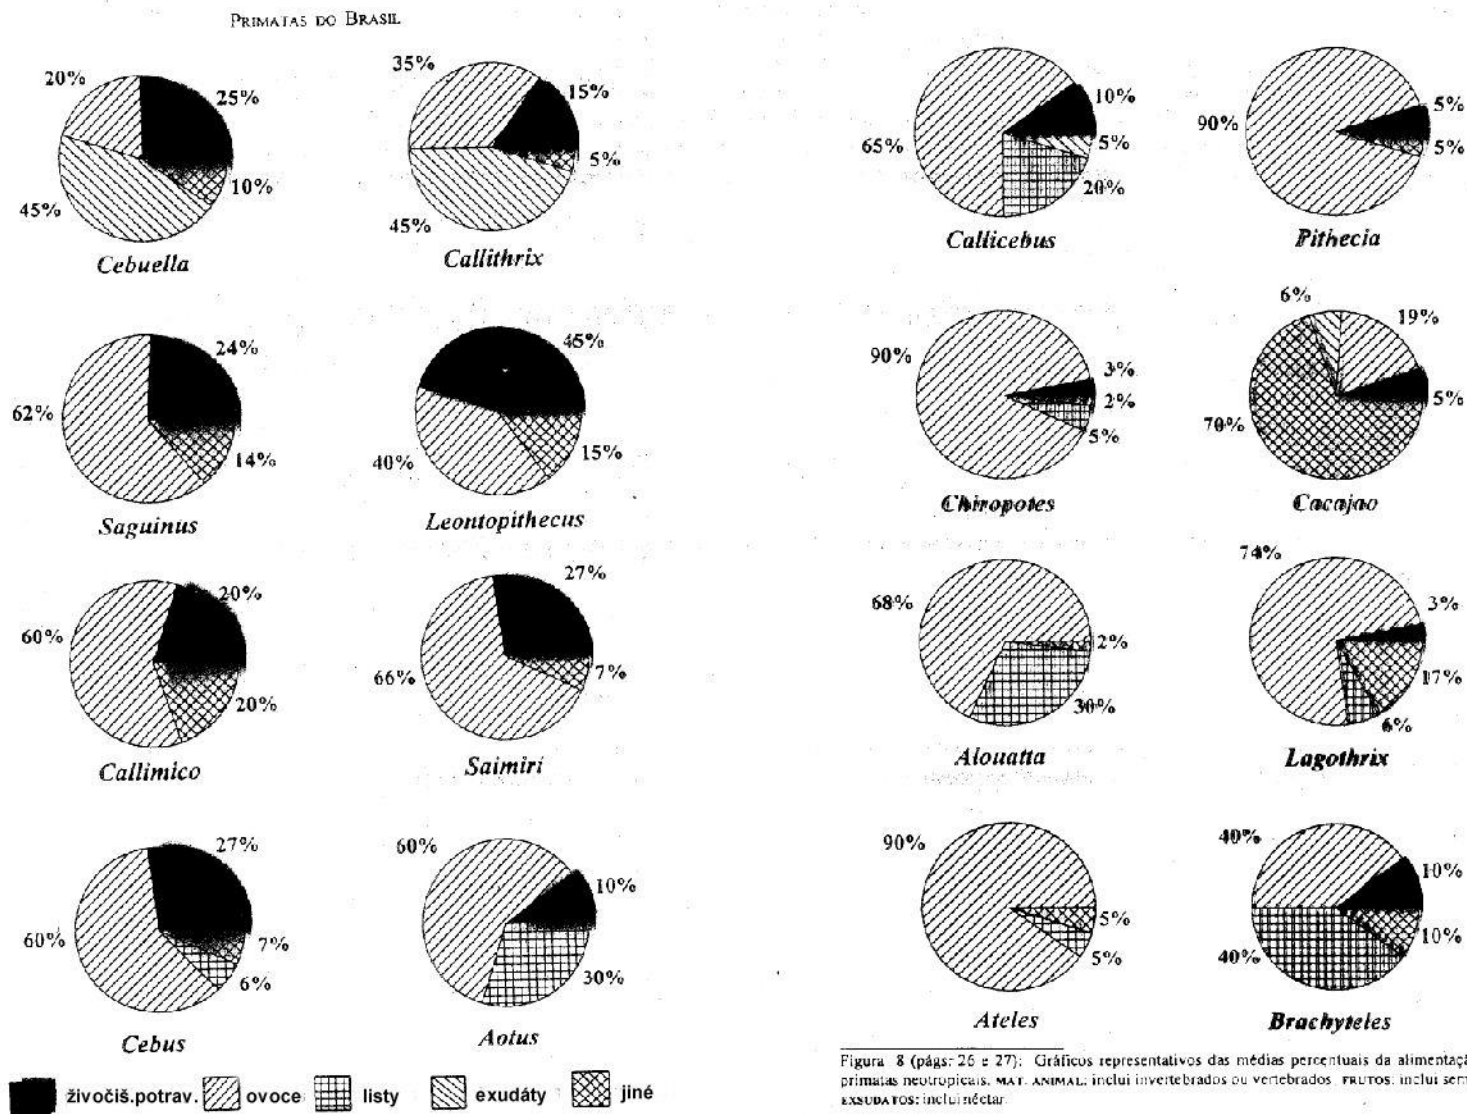 PRIMATAS DO BRASIL
20%
25%
45%
10%
Cebuella
35%
15%
5%
45%
Callithrix
10%
65%
5%
20%
Callicebus
90%
5%
5%
Pithecia
24%
62%
14%
Saguinus
45%
40%
15%
Leontopithecus
90%
3%
2%
5%
Chiropotes
6%
19%
70%
5%
Cacajao
20%
60%
20%
Callimico
27%
66%
7%
Saimiri
68%
2%
30%
Alouatta
74%
3%
17%
6%
Lagothrix
27%
60%
7%
6%
Cebus
60%
10%
30%
Aotus
90%
5%
5%
Ateles
40%
10%
40%
10%
Brachyteles
živočiš.potrav. ovoce listy exudáty jiné
Figura 8 (págs: 26 e 27): Gráficos representativos das médias percentuais da alimentaçã
primatas neotropicais. MAT. ANIMAL: inclui invertebrados ou vertebrados. FRUTOS: inclui sem
EXSUDATOS: inclui néctar.